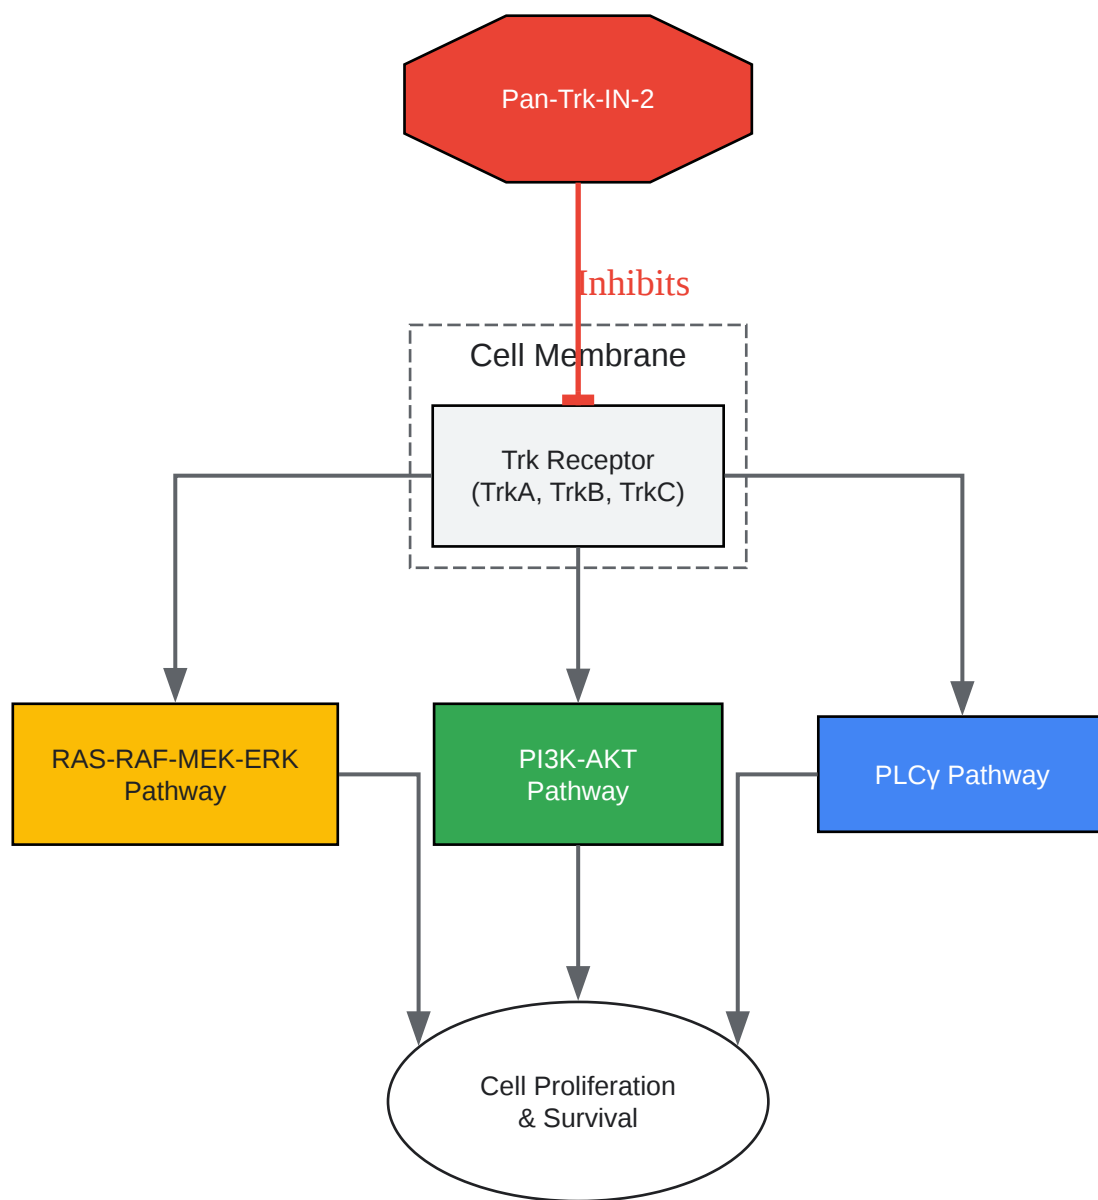 Pan-Trk-IN-2
Inhibits
Cell Membrane
Trk Receptor
(TrkA, TrkB, TrkC)
RAS-RAF-MEK-ERK
Pathway
PI3K-AKT
Pathway
PLCγ Pathway
Cell Proliferation
& Survival